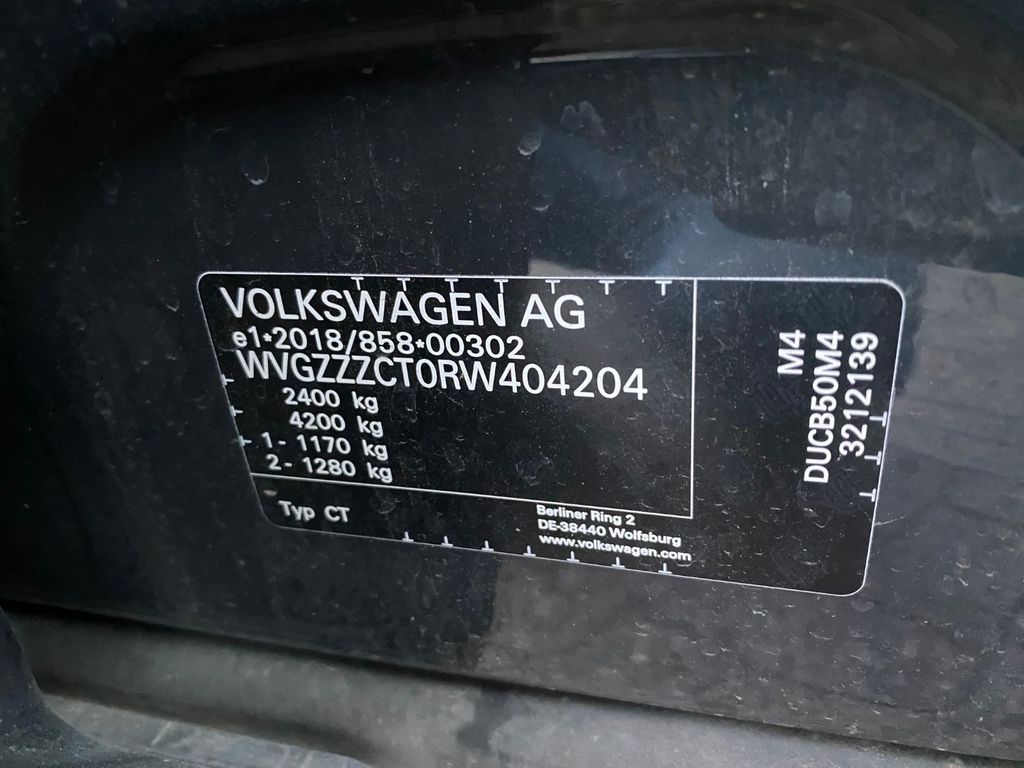 VOLKSWAGEN AG
e1*2018/858*00302
WVGZZZCT0RW404204
2400 kg
4200 kg
1- 1170 kg
2- 1280 kg
Typ CT
Berliner Ring 2
DE-38440 Wolfsburg
www.volkswagen.com
M4
DUCB50M4
3212139